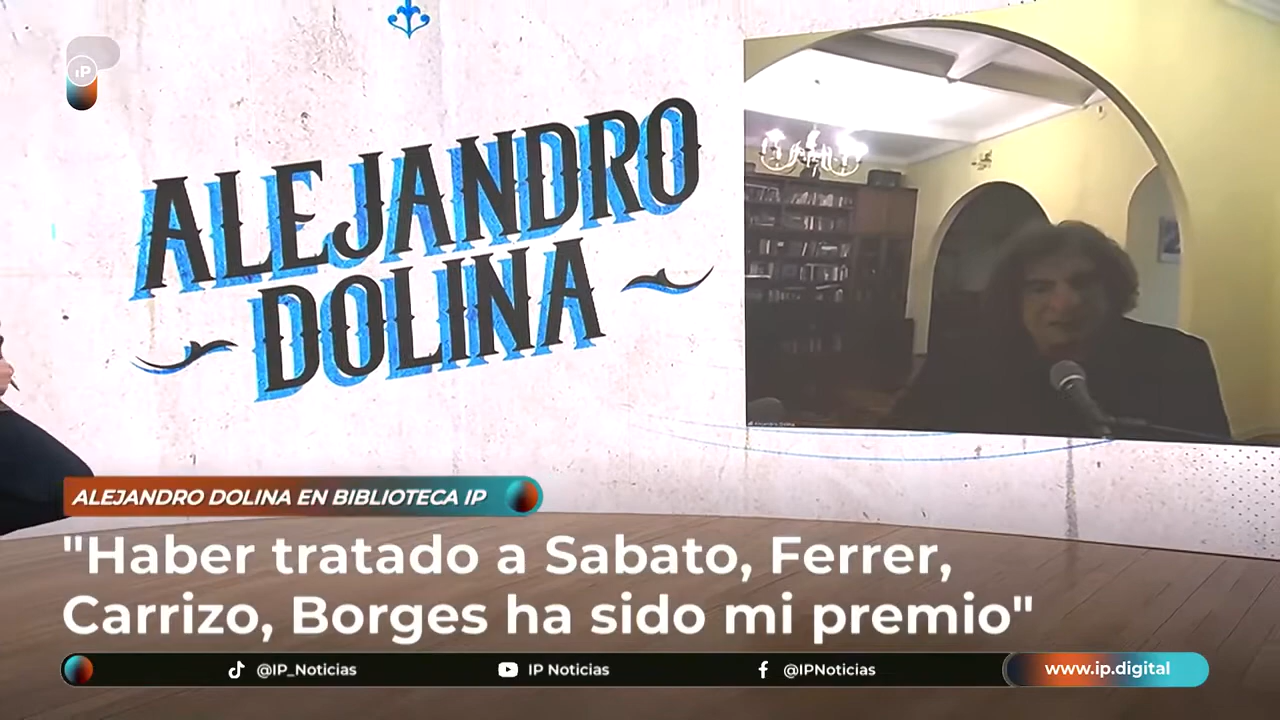 IP
ALEJANDRO
DOLINA
ALEJANDRO DOLINA EN BIBLIOTECA IP
"Haber tratado a Sabato, Ferrer,
Carrizo, Borges ha sido mi premio"
@IP_Noticias
IP Noticias
@IPNoticias
www.ip.digital